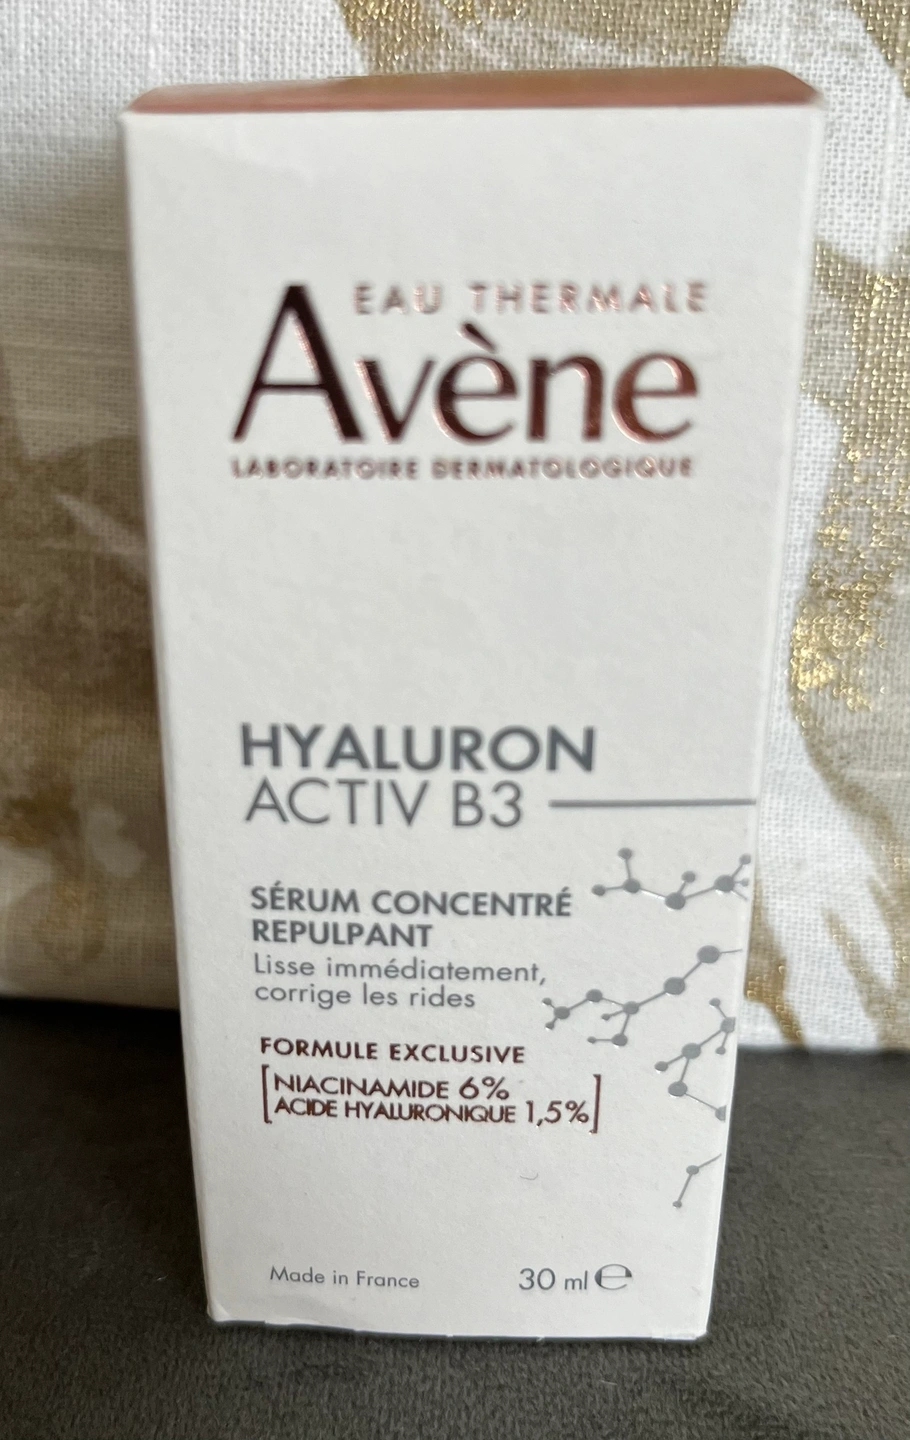 EAU THERMALE
Avène
LABORATOIRE DERMATOLOGIQUE
HYALURON
ACTIV B3
SÉRUM CONCENTRÉ
REPULPANT
Lisse immédiatement,
corrige les rides
FORMULE EXCLUSIVE
[NIACINAMIDE 6%
ACIDE HYALURONIQUE 1,5%]
Made in France
30 ml ℮